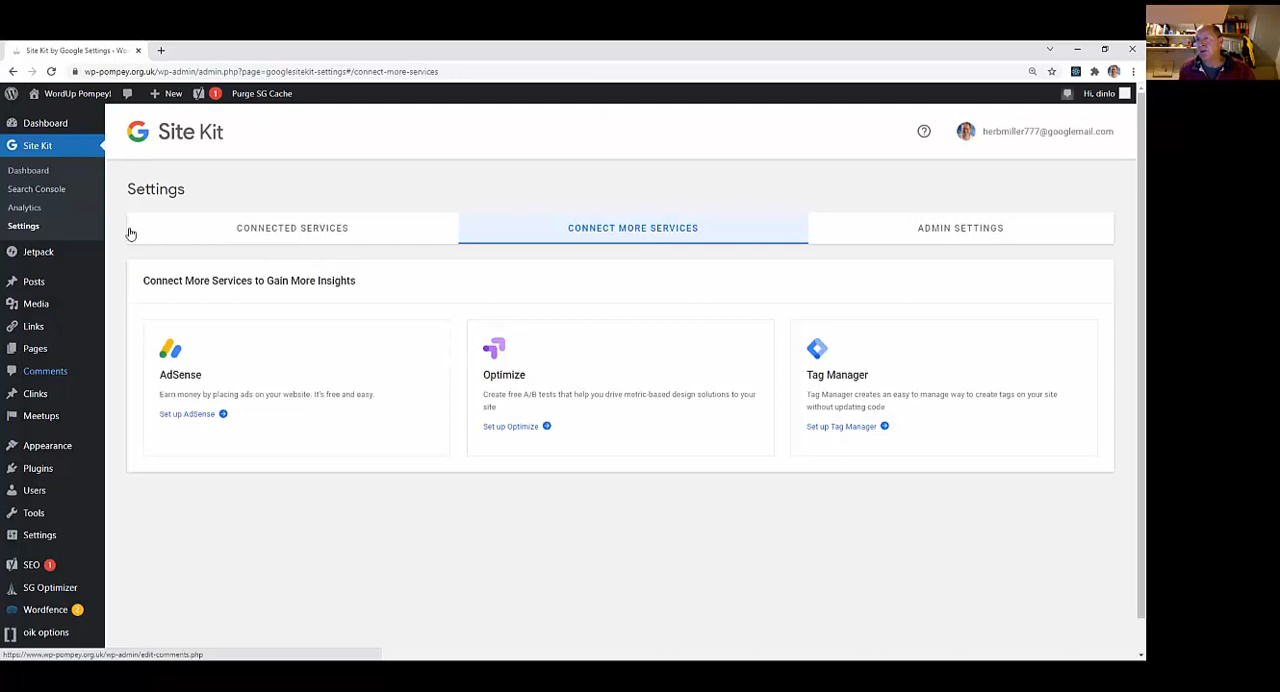 Site Kit by Google Settings ‹ Wo
wp-pompey.org.uk/wp-admin/admin.php?page=googlesitekit-settings#/connect-more-services
WordUp Pompey!
New
1
Purge SG Cache
Hi, dinlo
Dashboard
Site Kit
Dashboard
Search Console
Analytics
Settings
Jetpack
Posts
Media
Links
Pages
Comments
Clinks
Meetups
Appearance
Plugins
Users
Tools
Settings
SEO 1
SG Optimizer
Wordfence 2
oik options
Site Kit
herbmiller777@googlemail.com
Settings
CONNECTED SERVICES
CONNECT MORE SERVICES
ADMIN SETTINGS
Connect More Services to Gain More Insights
AdSense
Earn money by placing ads on your website. It's free and easy.
Set up AdSense
Optimize
Create free A/B tests that help you drive metric-based design solutions to your
site
Set up Optimize
Tag Manager
Tag Manager creates an easy to manage way to create tags on your site
without updating code
Set up Tag Manager
https://www.wp-pompey.org.uk/wp-admin/edit-comments.php